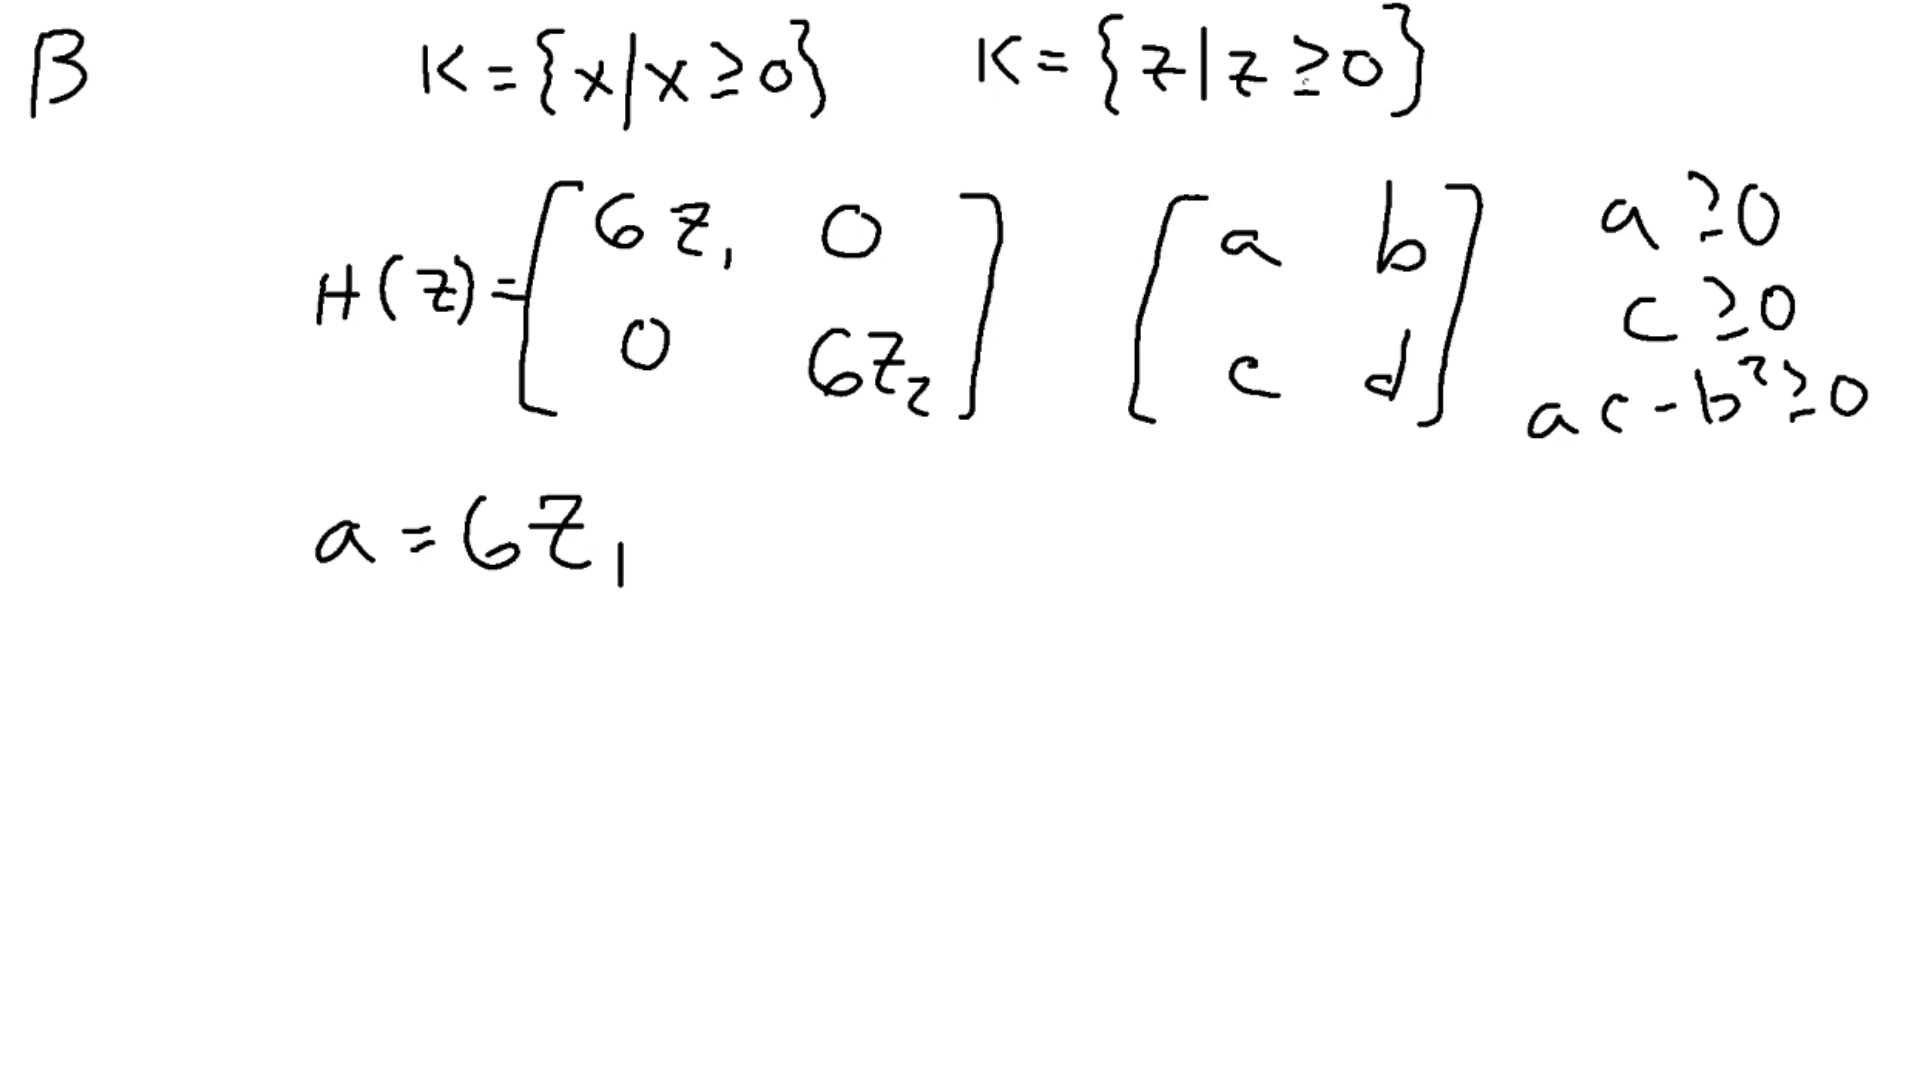 B K = {x | x ≥ 0} K = {z | z ≥ 0}
H(z) = [6z₁ 0; 0 6z₂] [a b; c d] a ≥ 0
c ≥ 0
ac - b² ≥ 0
a = 6z₁